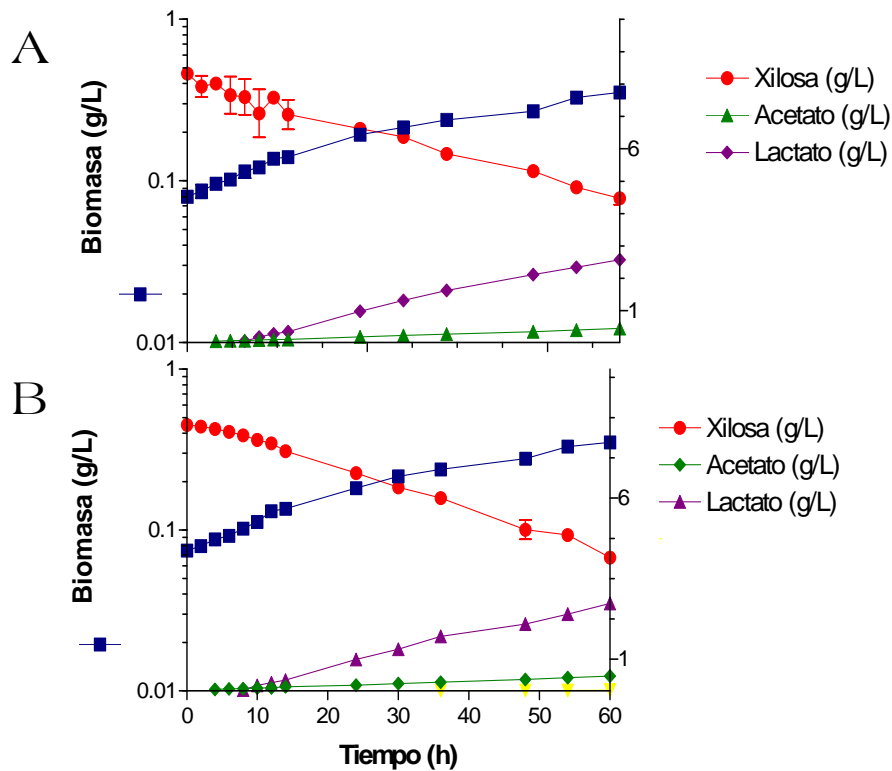 A
1
0.1
0.01
Biomasa (g/L)
6
1
Xilosa (g/L)
Acetato (g/L)
Lactato (g/L)
B
1
0.1
0.01
Biomasa (g/L)
6
1
Xilosa (g/L)
Acetato (g/L)
Lactato (g/L)
0 10 20 30 40 50 60
Tiempo (h)